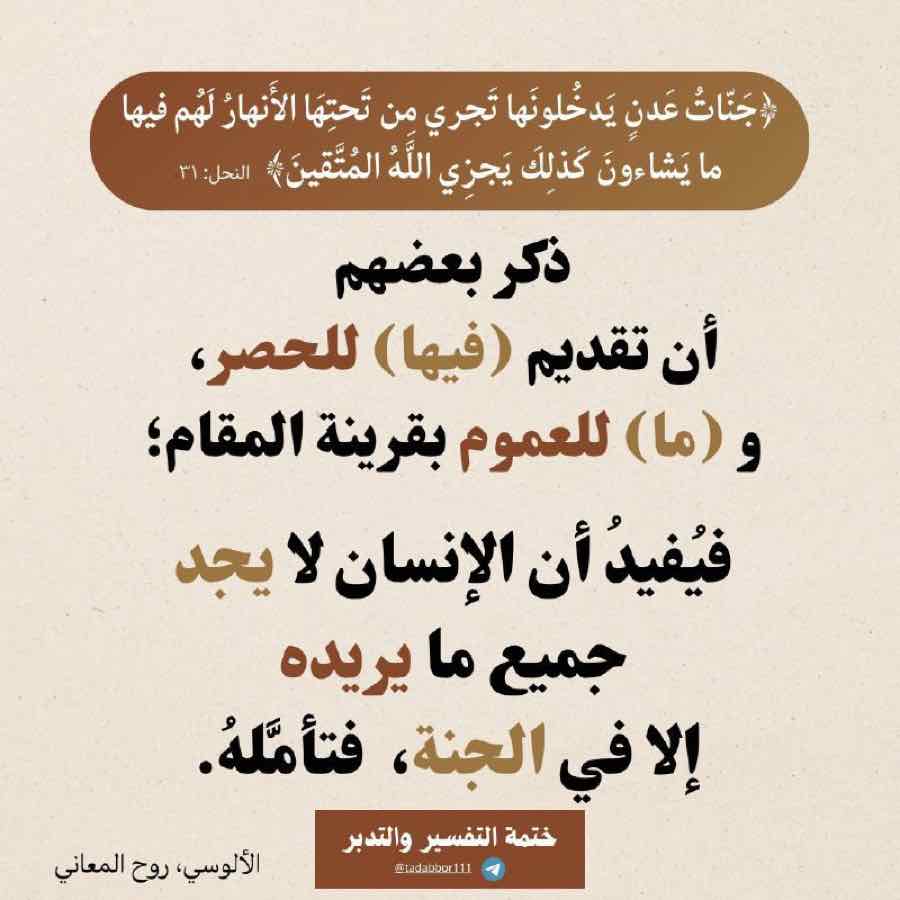 ﴿جَنّاتُ عَدنٍ يَدخُلونَها تَجري مِن تَحتِهَا الأَنهارُ لَهُم فيها
ما يَشاءونَ كَذلِكَ يَجزِي اللَّهُ المُتَّقينَ﴾ النحل: ٣١
ذكر بعضهم
أن تقديم (فيها) للحصر،
و (ما) للعموم بقرينة المقام؛
فيُفيدُ أن الإنسان لا يجد
جميع ما يريده
إلا في الجنة، فتأمَّلهُ.
ختمة التفسير والتدبر
@tadabbor111
الألوسي، روح المعاني